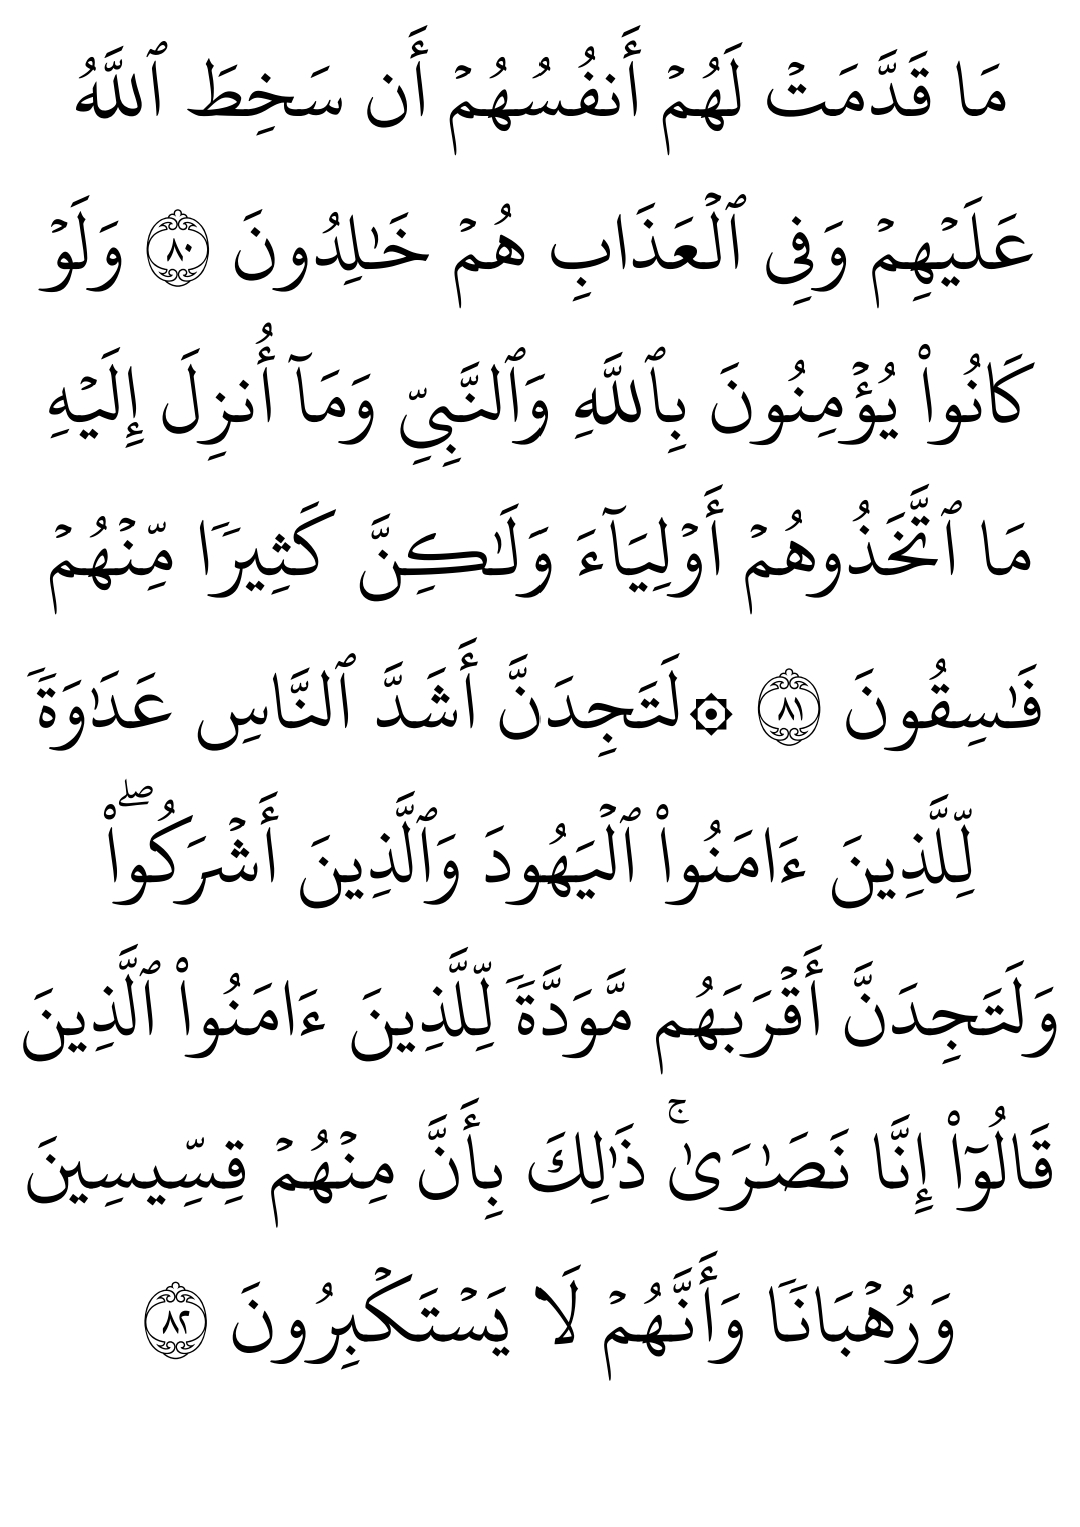 مَا قَدَّمَتۡ لَهُمۡ أَنفُسُهُمۡ أَن سَخِطَ ٱللَّهُ
عَلَيۡهِمۡ وَفِي ٱلۡعَذَابِ هُمۡ خَٰلِدُونَ ٨٠ وَلَوۡ
كَانُواْ يُؤۡمِنُونَ بِٱللَّهِ وَٱلنَّبِيِّ وَمَآ أُنزِلَ إِلَيۡهِ
مَا ٱتَّخَذُوهُمۡ أَوۡلِيَآءَ وَلَٰكِنَّ كَثِيرٗا مِّنۡهُمۡ
فَٰسِقُونَ ٨١ ۞لَتَجِدَنَّ أَشَدَّ ٱلنَّاسِ عَدَٰوَةٗ
لِّلَّذِينَ ءَامَنُواْ ٱلۡيَهُودَ وَٱلَّذِينَ أَشۡرَكُواْۖ
وَلَتَجِدَنَّ أَقۡرَبَهُم مَّوَدَّةٗ لِّلَّذِينَ ءَامَنُواْ ٱلَّذِينَ
قَالُوٓاْ إِنَّا نَصَٰرَىٰۚ ذَٰلِكَ بِأَنَّ مِنۡهُمۡ قِسِّيسِينَ
وَرُهۡبَانٗا وَأَنَّهُمۡ لَا يَسۡتَكۡبِرُونَ ٨٢